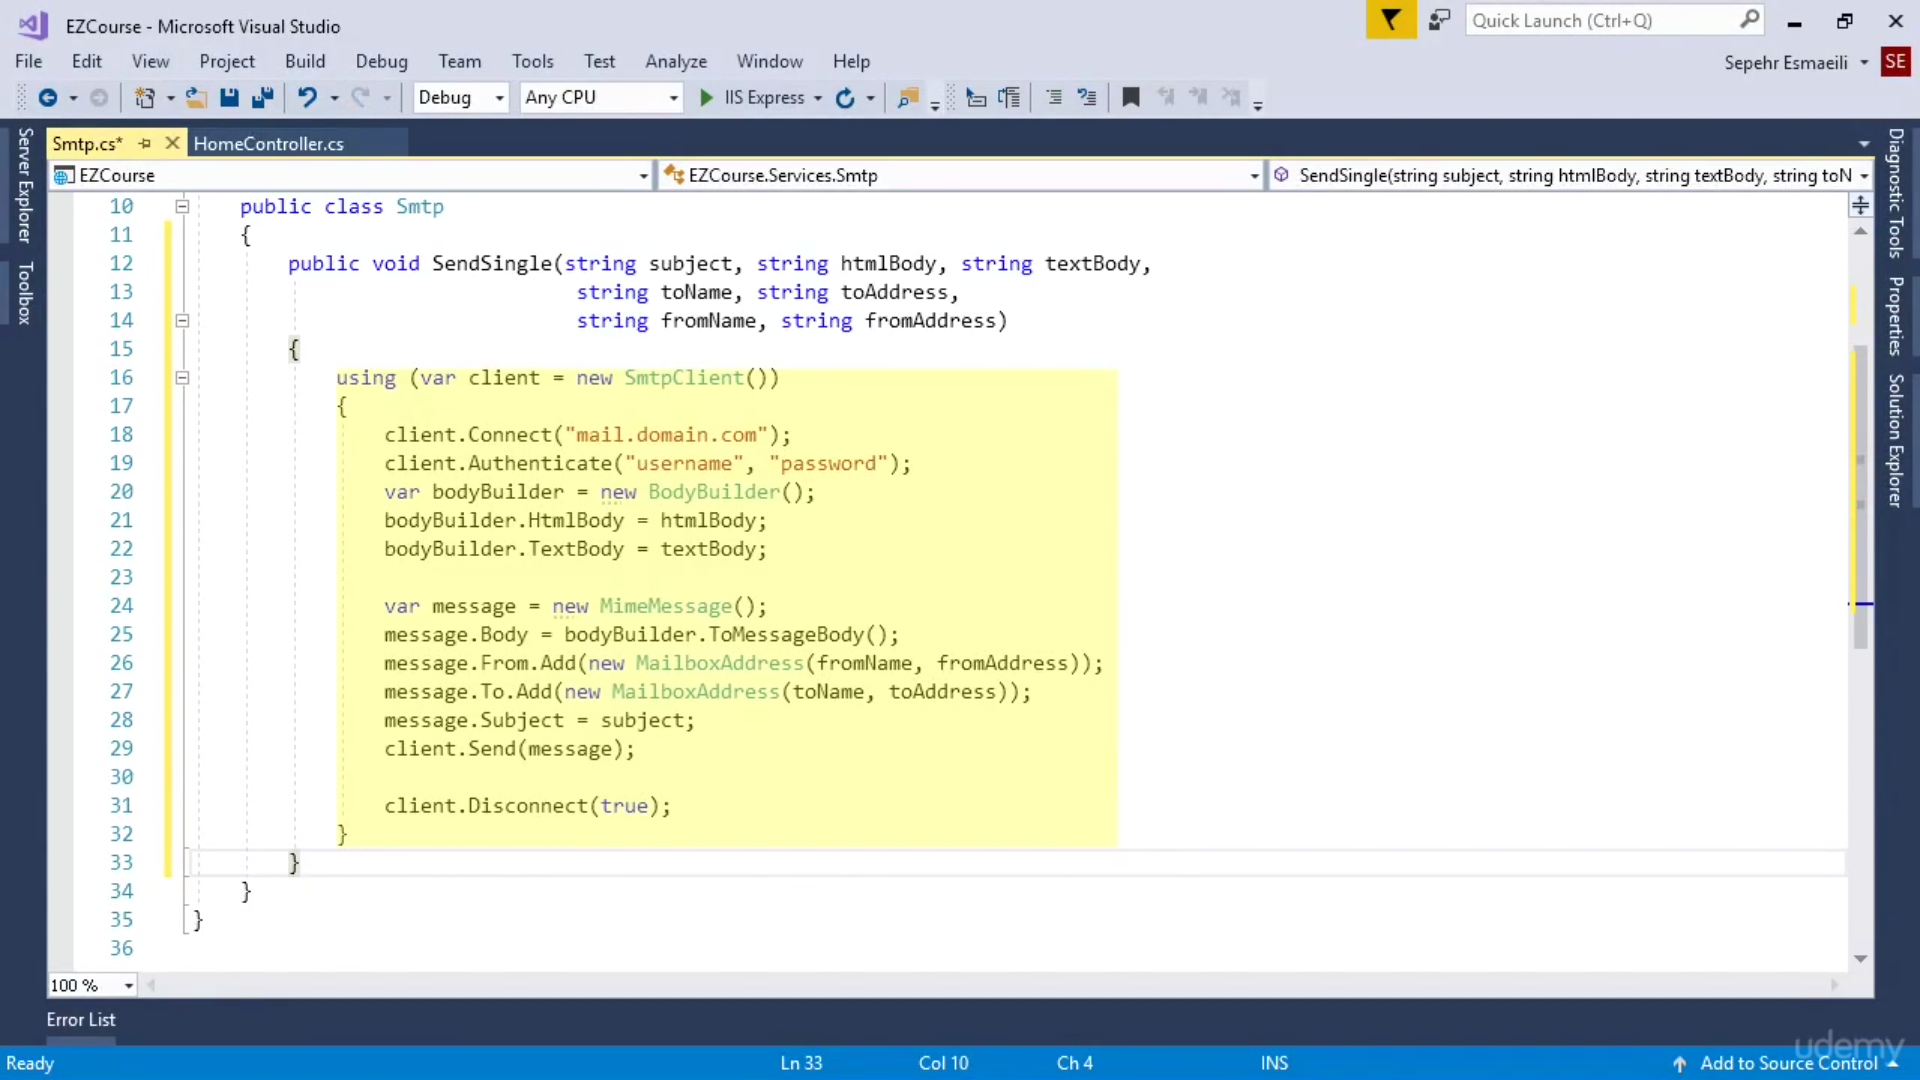 EZCourse - Microsoft Visual Studio
Quick Launch (Ctrl+Q)
File Edit View Project Build Debug Team Tools Test Analyze Window Help
Sepehr Esmaeili SE
Debug Any CPU IIS Express
Server Explorer
Toolbox
Smtp.cs* HomeController.cs
EZCourse EZCourse.Services.Smtp SendSingle(string subject, string htmlBody, string textBody, string toN
10 public class Smtp
11 {
12 public void SendSingle(string subject, string htmlBody, string textBody,
13 string toName, string toAddress,
14 string fromName, string fromAddress)
15 {
16 using (var client = new SmtpClient())
17 {
18 client.Connect("mail.domain.com");
19 client.Authenticate("username", "password");
20 var bodyBuilder = new BodyBuilder();
21 bodyBuilder.HtmlBody = htmlBody;
22 bodyBuilder.TextBody = textBody;
23
24 var message = new MimeMessage();
25 message.Body = bodyBuilder.ToMessageBody();
26 message.From.Add(new MailboxAddress(fromName, fromAddress));
27 message.To.Add(new MailboxAddress(toName, toAddress));
28 message.Subject = subject;
29 client.Send(message);
30
31 client.Disconnect(true);
32 }
33 }
34 }
35 }
36
Diagnostic Tools
Properties
Solution Explorer
100 %
Error List
udemy
Ready Ln 33 Col 10 Ch 4 INS Add to Source Control